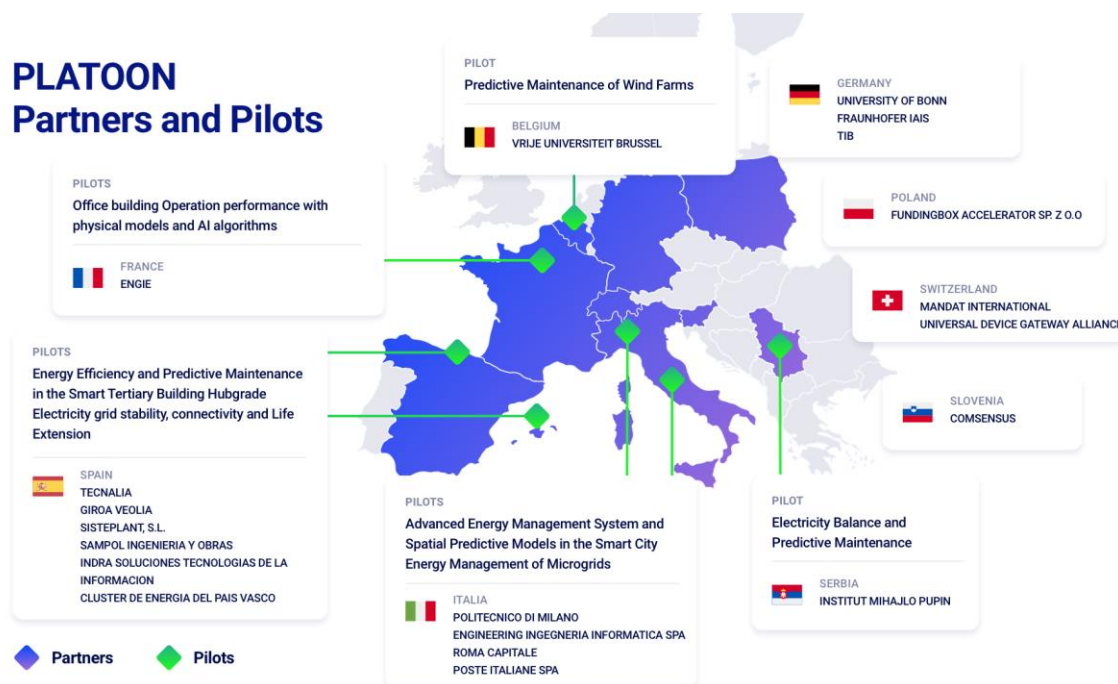 PLATOON
Partners and Pilots
PILOT
Predictive Maintenance of Wind Farms
BELGIUM
VRIJE UNIVERSITEIT BRUSSEL
GERMANY
UNIVERSITY OF BONN
FRAUNHOFER IAIS
TIB
PILOTS
Office building Operation performance with
physical models and AI algorithms
FRANCE
ENGIE
POLAND
FUNDINGBOX ACCELERATOR SP. Z O.O
SWITZERLAND
MANDAT INTERNATIONAL
UNIVERSAL DEVICE GATEWAY ALLIANCE
PILOTS
Energy Efficiency and Predictive Maintenance
in the Smart Tertiary Building Hubgrade
Electricity grid stability, connectivity and Life
Extension
SPAIN
TECNALIA
GIROA VEOLIA
SISTEPLANT, S.L.
SAMPOL INGENIERIA Y OBRAS
INDRA SOLUCIONES TECNOLOGIAS DE LA
INFORMACION
CLUSTER DE ENERGIA DEL PAIS VASCO
SLOVENIA
COMSENSUS
PILOTS
Advanced Energy Management System and
Spatial Predictive Models in the Smart City
Energy Management of Microgrids
ITALIA
POLITECNICO DI MILANO
ENGINEERING INGEGNERIA INFORMATICA SPA
ROMA CAPITALE
POSTE ITALIANE SPA
PILOT
Electricity Balance and
Predictive Maintenance
SERBIA
INSTITUT MIHAJLO PUPIN
Partners
Pilots